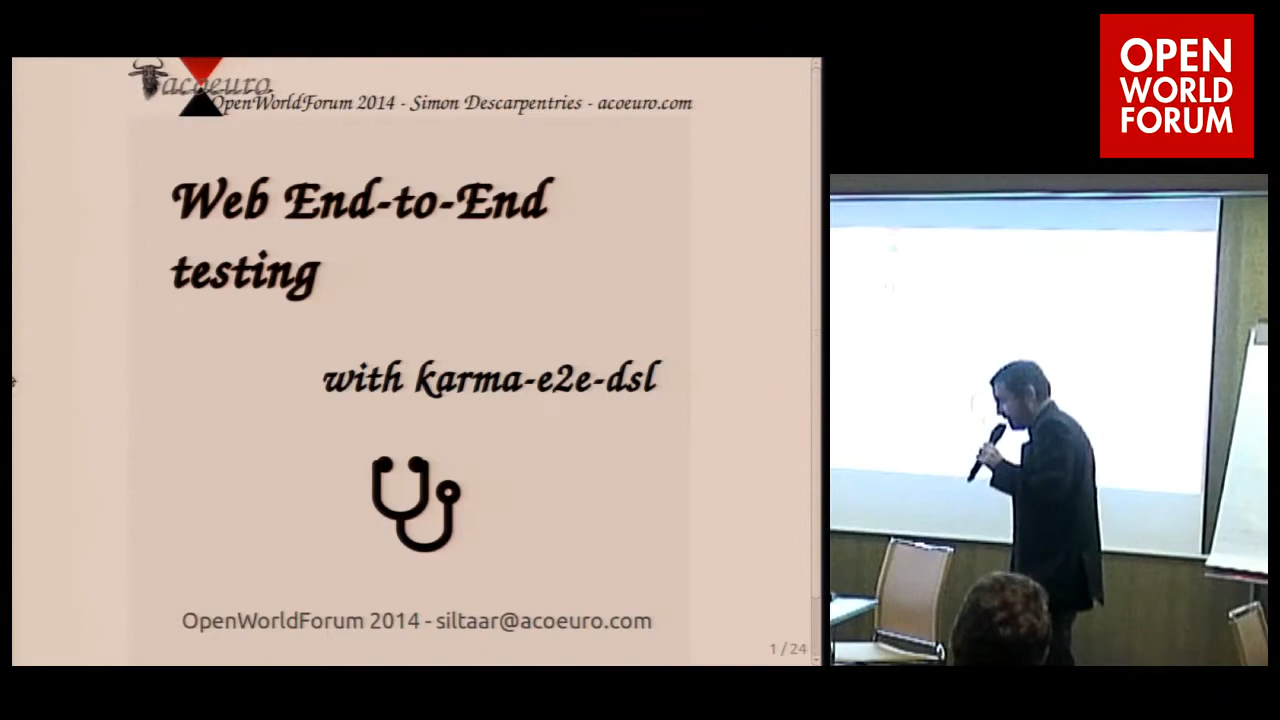 acoeuro
OpenWorldForum 2014 - Simon Descarpentries - acoeuro.com
Web End-to-End
testing
with karma-e2e-dsl
OpenWorldForum 2014 - siltaar@acoeuro.com
1 / 24
OPEN
WORLD
FORUM